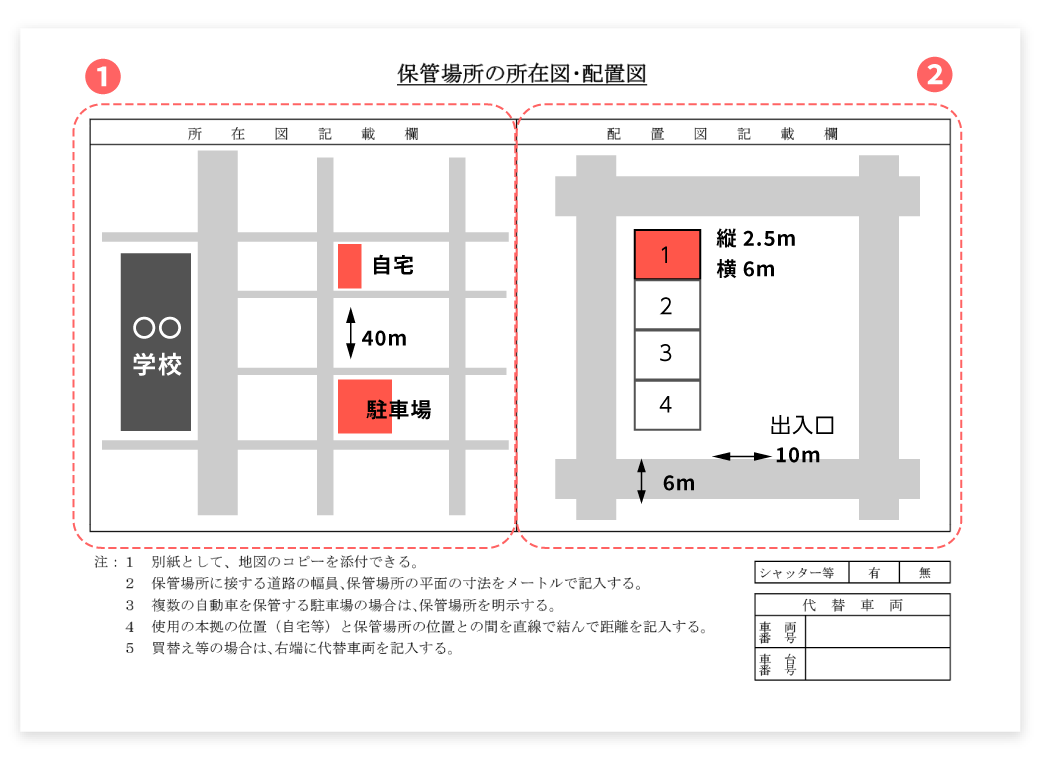 1
2
保管場所の所在図・配置図
所在図記載欄
配置図記載欄
〇〇
学校
自宅
40m
駐車場
1
縦 2.5m
横 6m
2
3
4
出入口
10m
6m
注：1　別紙として、地図のコピーを添付できる。
2　保管場所に接する道路の幅員、保管場所の平面の寸法をメートルで記入する。
3　複数の自動車を保管する駐車場の場合は、保管場所を明示する。
4　使用の本拠の位置（自宅等）と保管場所の位置との間を直線で結んで距離を記入する。
5　買替え等の場合は、右端に代替車両を記入する。
シャッター等　有　無
代替車両
車両
番号
車台
番号